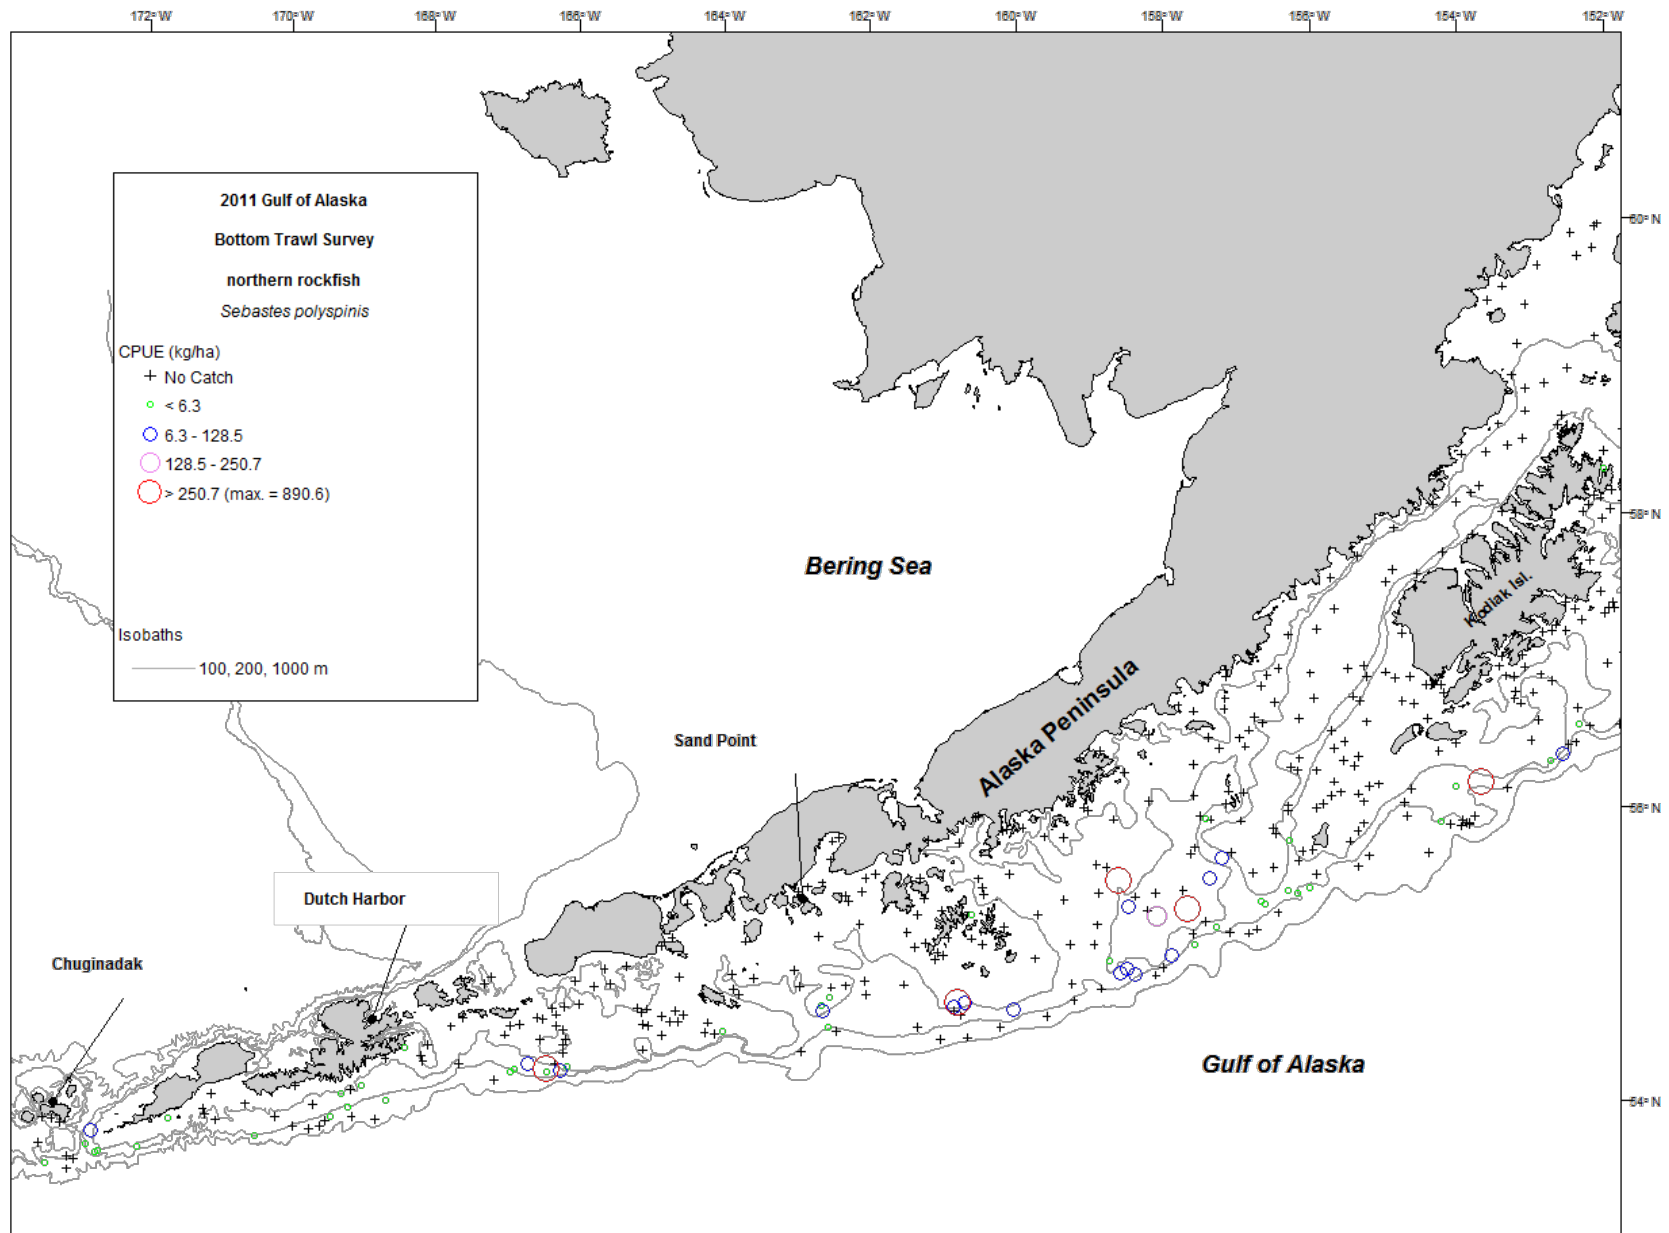 172° W 170° W 168° W 166° W 164° W 162° W 160° W 158° W 156° W 154° W 152° W
60° N
2011 Gulf of Alaska
Bottom Trawl Survey
northern rockfish
Sebastes polyspinis
CPUE (kg/ha)
No Catch
< 6.3
6.3 - 128.5
128.5 - 250.7
> 250.7 (max. = 890.6)
58° N
Bering Sea
Kodiak Isl.
Isobaths
100, 200, 1000 m
Alaska Peninsula
Sand Point
56° N
Dutch Harbor
Chuginadak
Gulf of Alaska
54° N